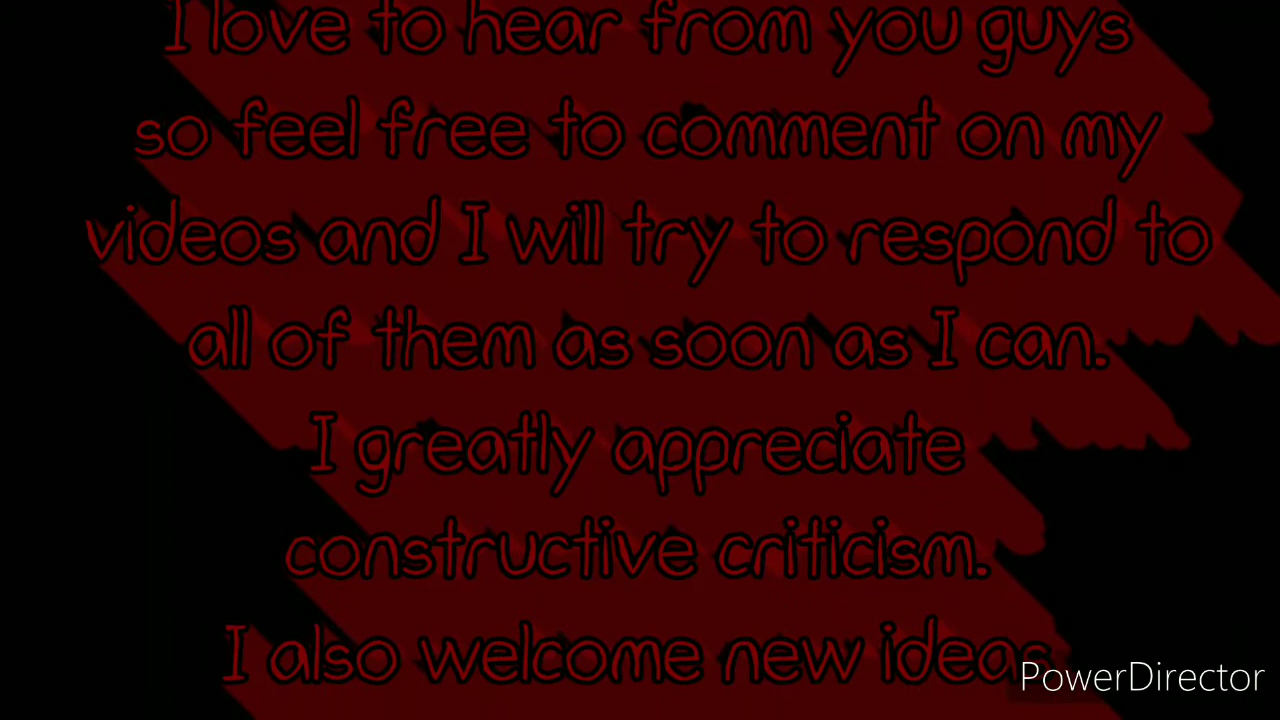 I love to hear from you guys
so feel free to comment on my
videos and I will try to respond to
all of them as soon as I can.
I greatly appreciate
constructive criticism.
I also welcome new ideas
PowerDirector